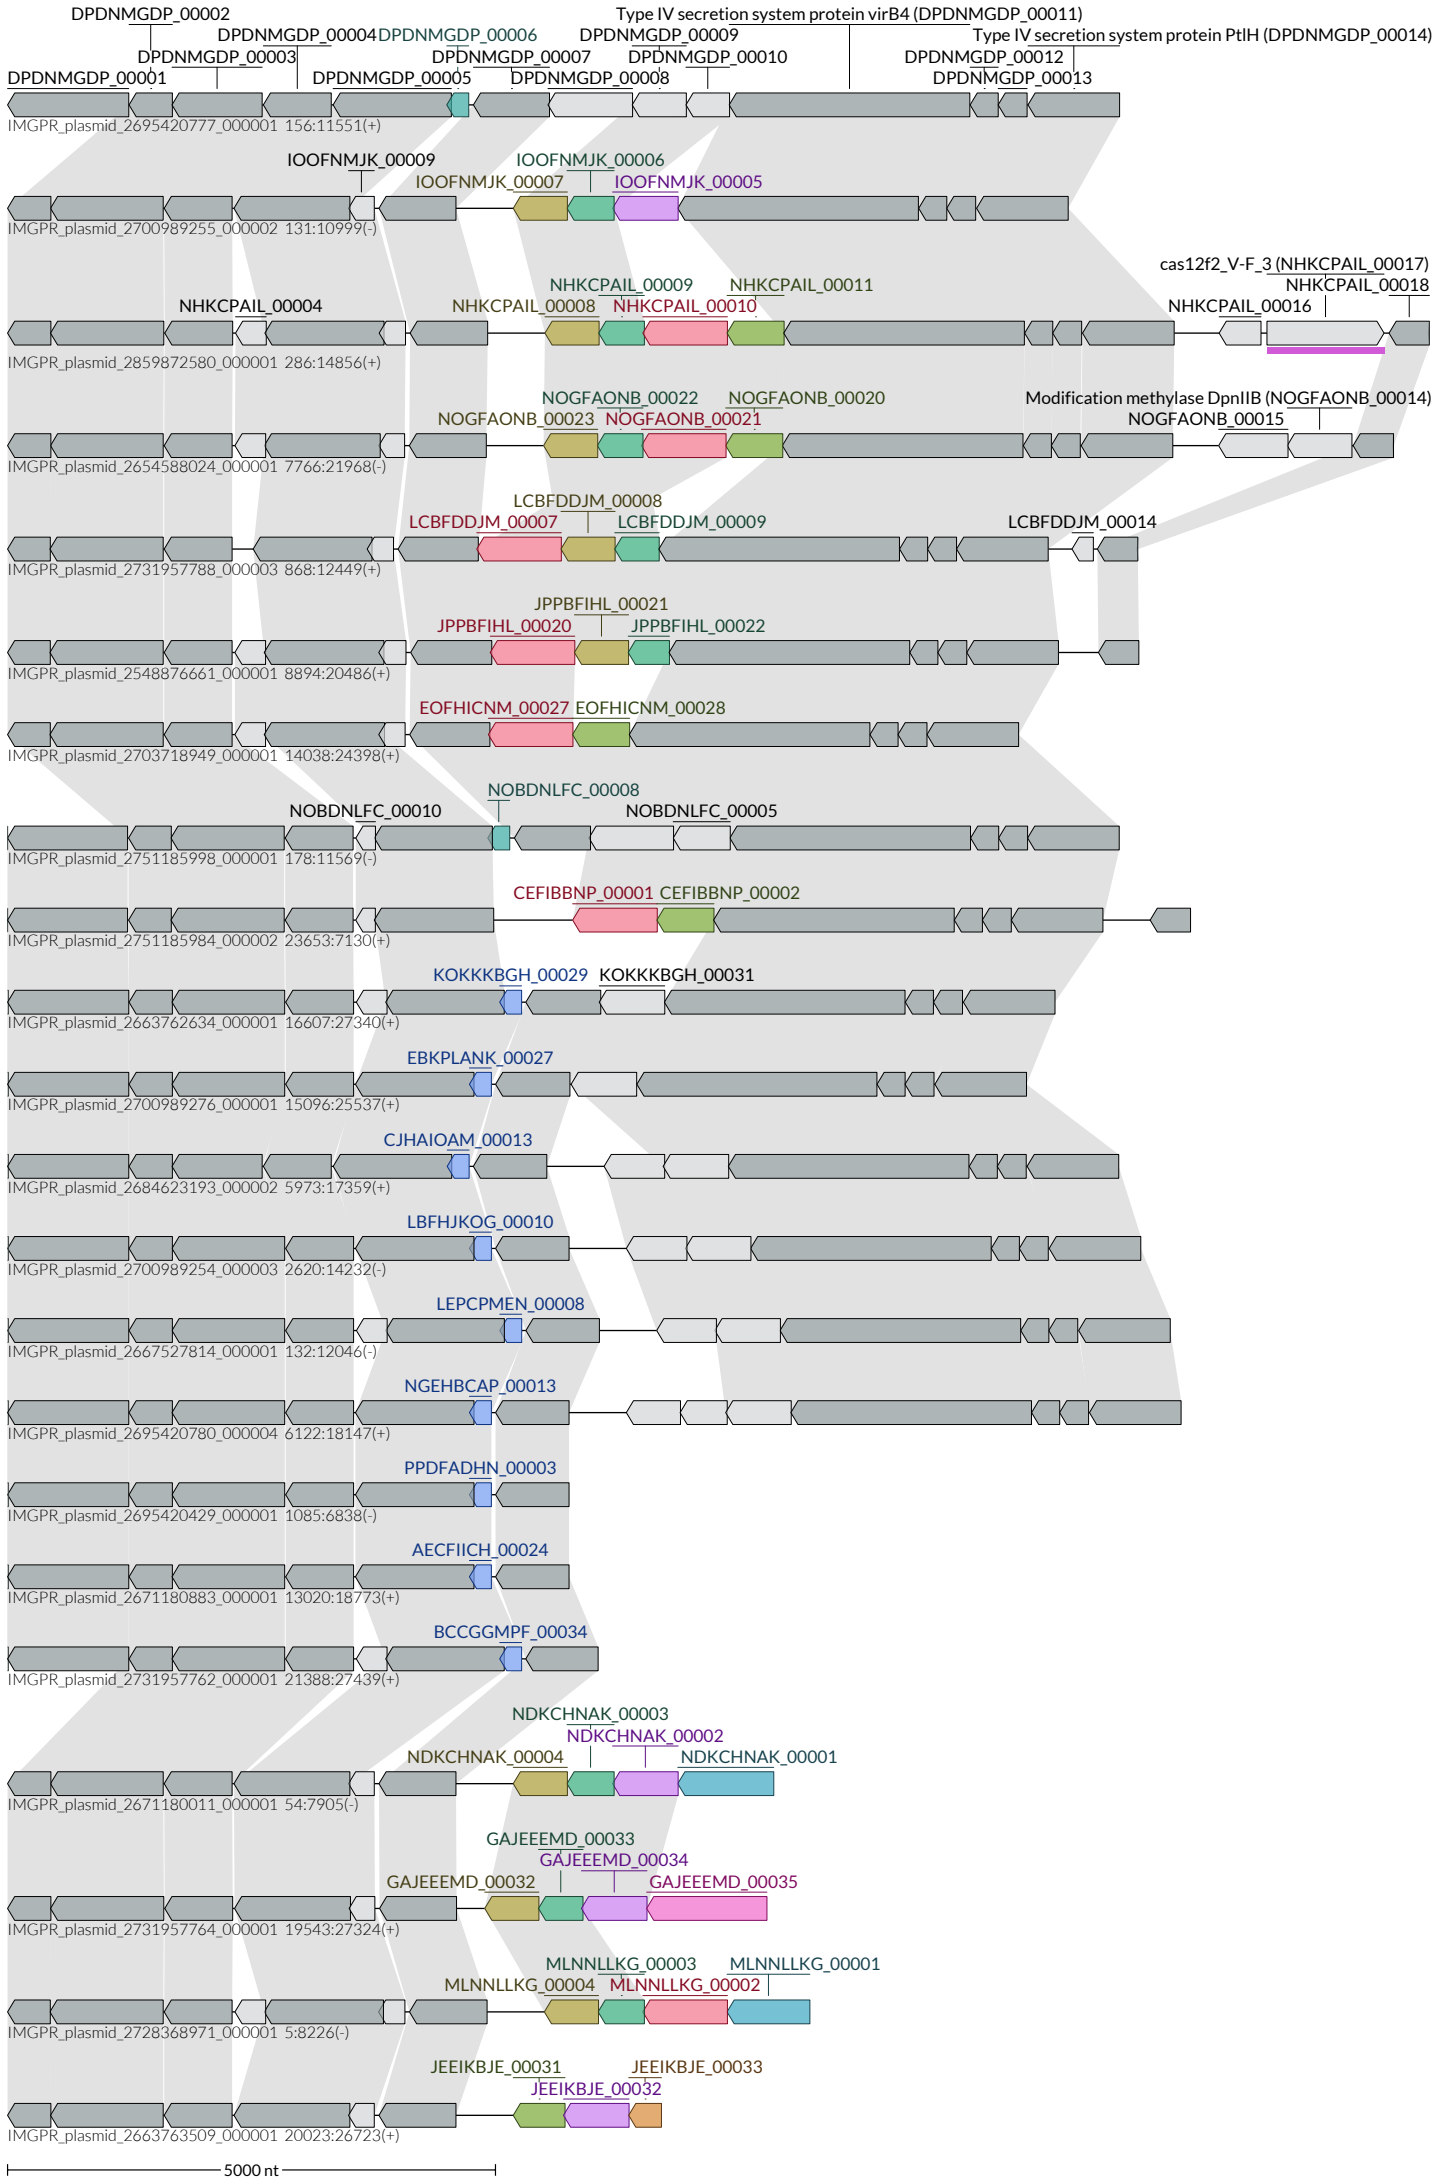 DPDNMGDP_00002 Type IV secretion system protein virB4 (DPDNMGDP_00011)
DPDNMGDP_00004 DPDNMGDP_00006 DPDNMGDP_00009 Type IV secretion system protein PtlH (DPDNMGDP_00014)
DPDNMGDP_00003 DPDNMGDP_00007 DPDNMGDP_00010 DPDNMGDP_00012
DPDNMGDP_00001 DPDNMGDP_00005 DPDNMGDP_00008 DPDNMGDP_00013
IMGPR_plasmid_2695420777_000001 156:11551(+)
IOOFNMJK_00009 IOOFNMJK_00006
IOOFNMJK_00007 IOOFNMJK_00005
IMGPR_plasmid_2700989255_000002 131:10999(-)
cas12f2_V-F_3 (NHKCPAIL_00017)
NHKCPAIL_00009 NHKCPAIL_00011 NHKCPAIL_00018
NHKCPAIL_00004 NHKCPAIL_00008 NHKCPAIL_00010 NHKCPAIL_00016
IMGPR_plasmid_2859872580_000001 286:14856(+)
NOGFAONB_00022 NOGFAONB_00020 Modification methylase DpnIIB (NOGFAONB_00014)
NOGFAONB_00023 NOGFAONB_00021 NOGFAONB_00015
IMGPR_plasmid_2654588024_000001 7766:21968(-)
LCBFDDJM_00008
LCBFDDJM_00007 LCBFDDJM_00009 LCBFDDJM_00014
IMGPR_plasmid_2731957788_000003 868:12449(+)
JPPBFIHL_00021
JPPBFIHL_00020 JPPBFIHL_00022
IMGPR_plasmid_2548876661_000001 8894:20486(+)
EOFHICNM_00027 EOFHICNM_00028
IMGPR_plasmid_2703718949_000001 14038:24398(+)
NOBDNLFC_00008
NOBDNLFC_00010 NOBDNLFC_00005
IMGPR_plasmid_2751185998_000001 178:11569(-)
CEFIBBNP_00001 CEFIBBNP_00002
IMGPR_plasmid_2751185984_000002 23653:7130(+)
KOKKKBGH_00029 KOKKKBGH_00031
IMGPR_plasmid_2663762634_000001 16607:27340(+)
EBKPLANK_00027
IMGPR_plasmid_2700989276_000001 15096:25537(+)
CJHAIOAM_00013
IMGPR_plasmid_2684623193_000002 5973:17359(+)
LBFHJKOG_00010
IMGPR_plasmid_2700989254_000003 2620:14232(-)
LEPCPMEN_00008
IMGPR_plasmid_2667527814_000001 132:12046(-)
NGEHBCAP_00013
IMGPR_plasmid_2695420780_000004 6122:18147(+)
PPDFADHN_00003
IMGPR_plasmid_2695420429_000001 1085:6838(-)
AECFIICH_00024
IMGPR_plasmid_2671180883_000001 13020:18773(+)
BCCGGMPF_00034
IMGPR_plasmid_2731957762_000001 21388:27439(+)
NDKCHNAK_00003
NDKCHNAK_00002
NDKCHNAK_00004 NDKCHNAK_00001
IMGPR_plasmid_2671180011_000001 54:7905(-)
GAJEEEMD_00033
GAJEEEMD_00034
GAJEEEMD_00032 GAJEEEMD_00035
IMGPR_plasmid_2731957764_000001 19543:27324(+)
MLNNLLKG_00003 MLNNLLKG_00001
MLNNLLKG_00004 MLNNLLKG_00002
IMGPR_plasmid_2728368971_000001 5:8226(-)
JEEIKBJE_00031 JEEIKBJE_00033
JEEIKBJE_00032
IMGPR_plasmid_2663763509_000001 20023:26723(+)
5000 nt